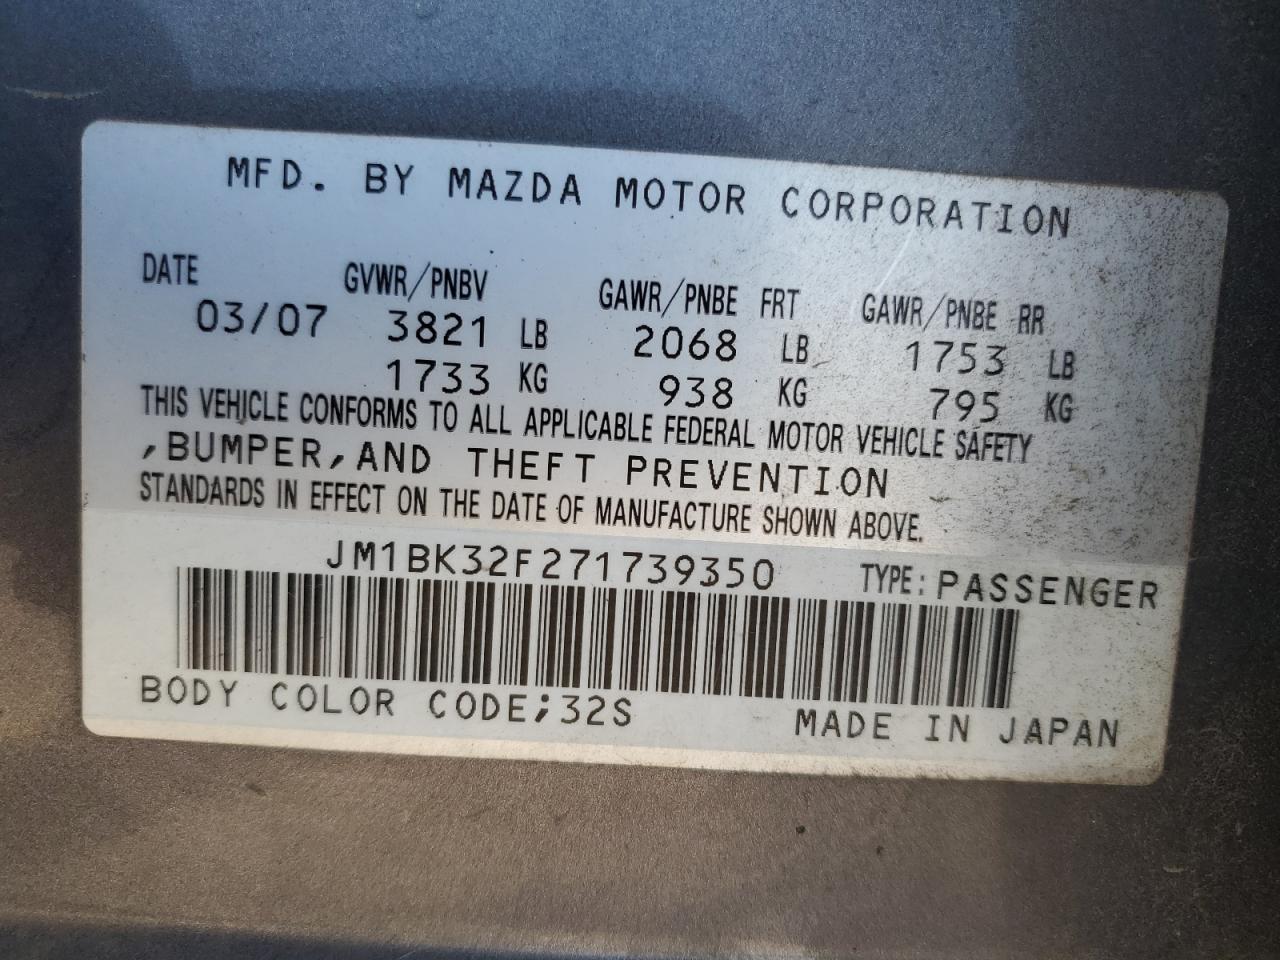 MFD. BY MAZDA MOTOR CORPORATION
DATE GVWR/PNBV GAWR/PNBE FRT GAWR/PNBE RR
03/07 3821 LB 2068 LB 1753 LB
1733 KG 938 KG 795 KG
THIS VEHICLE CONFORMS TO ALL APPLICABLE FEDERAL MOTOR VEHICLE SAFETY
,BUMPER,AND THEFT PREVENTION
STANDARDS IN EFFECT ON THE DATE OF MANUFACTURE SHOWN ABOVE.
JM1BK32F271739350 TYPE: PASSENGER
BODY COLOR CODE;32S MADE IN JAPAN